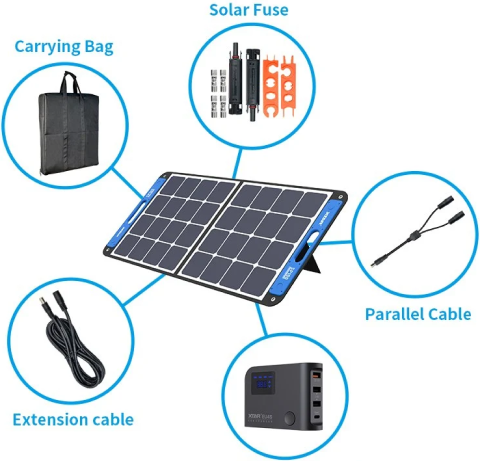 Solar Fuse
Carrying Bag
Parallel Cable
Extension cable